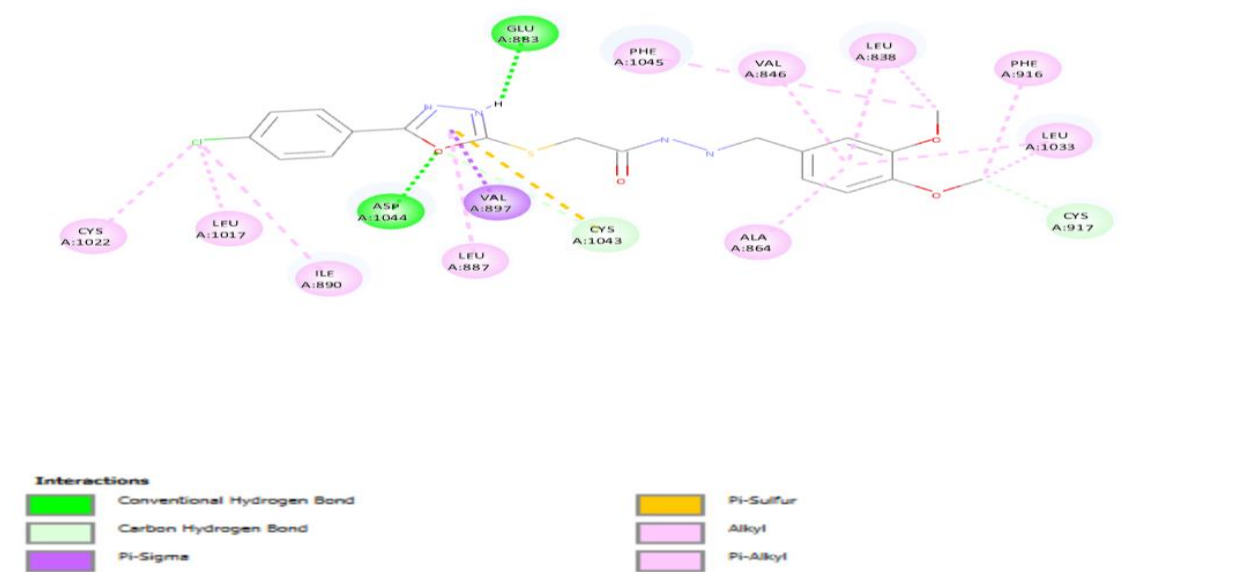 GLU
A:883
PHE
A:1045
VAL
A:846
LEU
A:838
PHE
A:916
H
N
N
Cl
O
S
N
N
O
O
O
LEU
A:1033
ASP
A:1044
VAL
A:897
CYS
A:1043
CYS
A:917
CYS
A:1022
LEU
A:1017
ILE
A:890
LEU
A:887
ALA
A:864
Interactions
Conventional Hydrogen Bond
Carbon Hydrogen Bond
Pi-Sigma
Pi-Sulfur
Alkyl
Pi-Alkyl